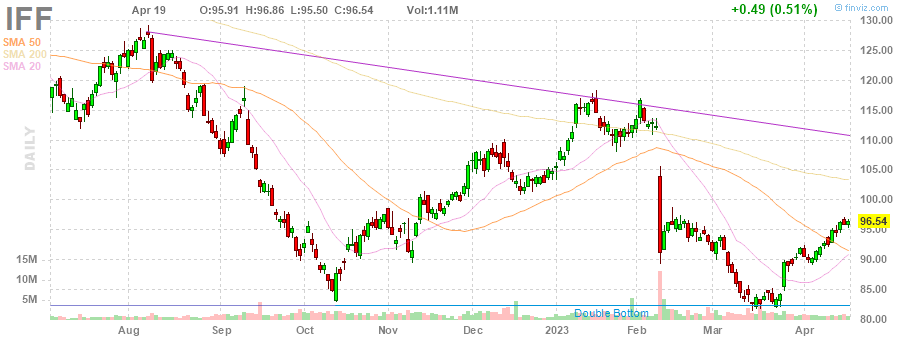 IFF
Apr 19 O:95.91 H:96.86 L:95.50 C:96.54 Vol:1.11M +0.49 (0.51%) @ finviz.com
SMA 50
SMA 200
SMA 20
DAILY
130.00
125.00
120.00
115.00
110.00
105.00
100.00
96.54
95.00
90.00
85.00
80.00
15M
10M
5M
Double Bottom
Aug Sep Oct Nov Dec 2023 Feb Mar Apr